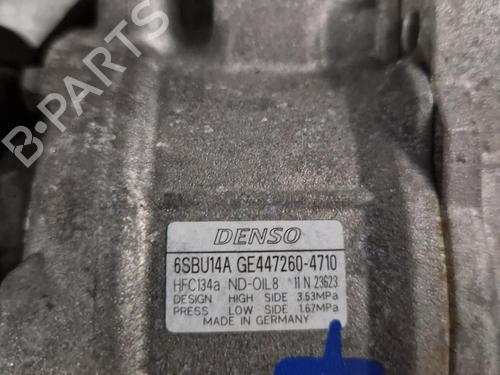 B-PARTS
DENSO
6SBU14A GE447260-4710
HFC134a ND-OIL8 11 N 23623
DESIGN HIGH SIDE 3.53MPa
PRESS LOW SIDE 1.67MPa
MADE IN GERMANY